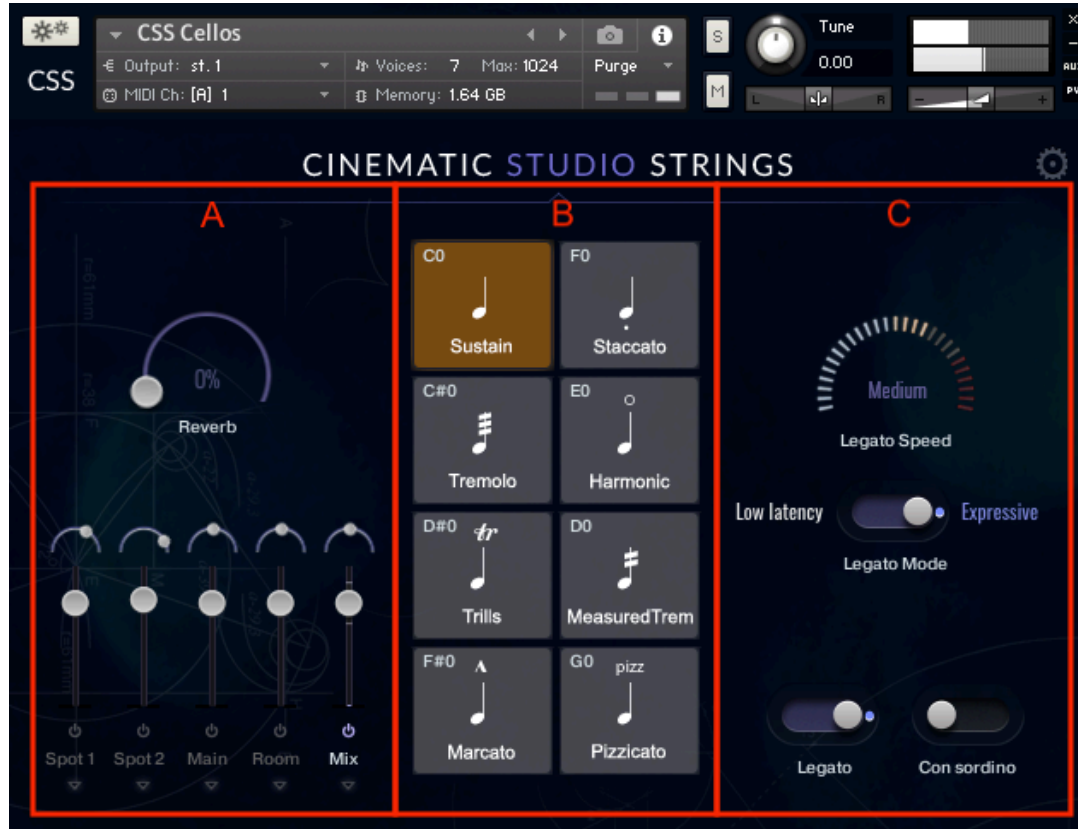 CSS Cellos
S
Tune
CSS
Output: st.1
Voices: 7 Max: 1024
Purge
0.00
AUX
MIDI Ch: [A] 1
Memory: 1.64 GB
M
L
R
PV
CINEMATIC STUDIO STRINGS
A
B
C
C0
Sustain
F0
Staccato
0%
Reverb
C#0
Tremolo
E0
Harmonic
Medium
Legato Speed
D#0
tr
Trills
D0
MeasuredTrem
Low latency
Expressive
Legato Mode
F#0
Marcato
G0
pizz
Pizzicato
Spot 1
Spot 2
Main
Room
Mix
Legato
Con sordino